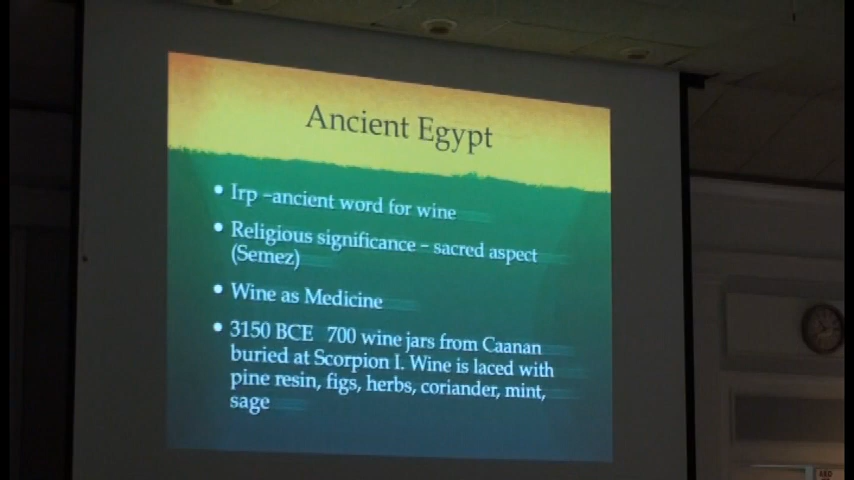 Ancient Egypt
• Irp –ancient word for wine
• Religious significance – sacred aspect
(Semez)
• Wine as Medicine
• 3150 BCE 700 wine jars from Caanan
buried at Scorpion I. Wine is laced with
pine resin, figs, herbs, coriander, mint,
sage